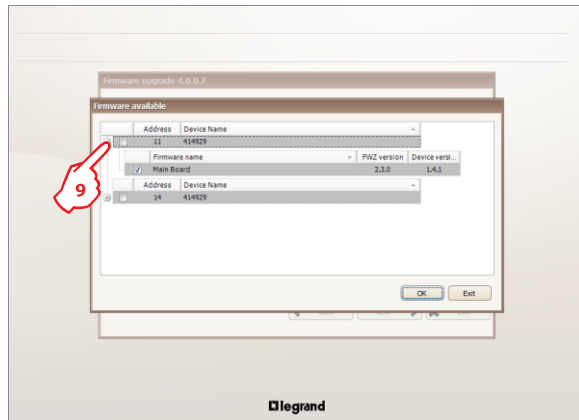 Firmware upgrade 4.0.0.7
Firmware available
Address Device Name
11 414929
Firmware name FWZ version Device versi...
Main Board 2.3.0 1.4.1
Address Device Name
14 414929
9
OK Exit
legrand